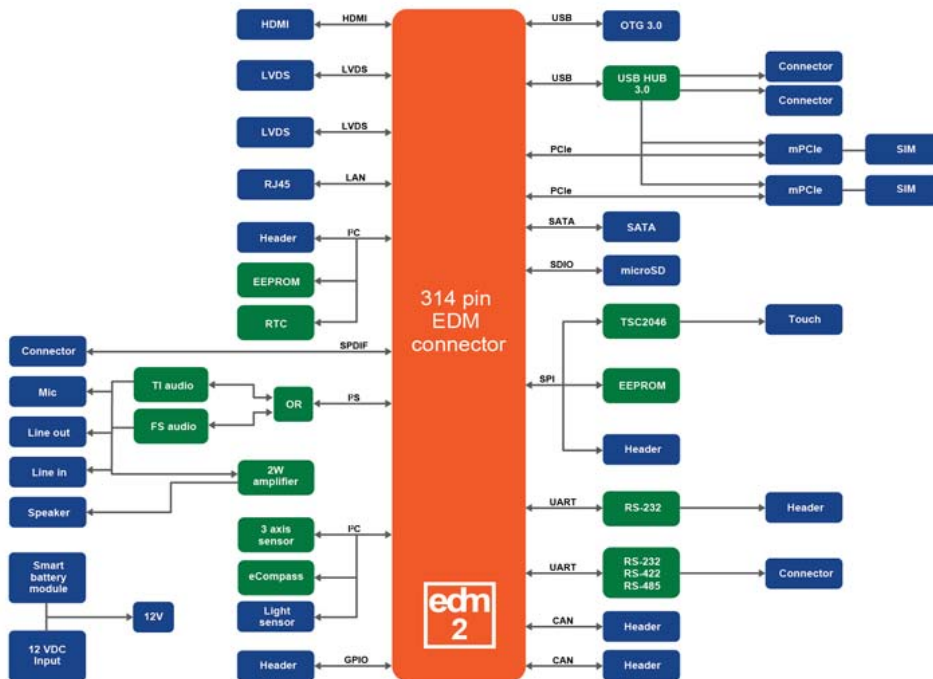 HDMI
HDMI
LVDS
LVDS
LVDS
LVDS
RJ45
LAN
Header
I²C
EEPROM
RTC
Connector
SPDIF
Mic
TI audio
OR
I²S
Line out
FS audio
Line in
2W
amplifier
Speaker
3 axis
sensor
I²C
eCompass
Light
sensor
Smart
battery
module
12V
12 VDC
Input
Header
GPIO
314 pin
EDM
connector
edm
2
USB
OTG 3.0
USB
USB HUB
3.0
Connector
Connector
PCIe
mPCIe
SIM
PCIe
mPCIe
SIM
SATA
SATA
SDIO
microSD
TSC2046
Touch
SPI
EEPROM
Header
UART
RS-232
Header
UART
RS-232
RS-422
RS-485
Connector
CAN
Header
CAN
Header